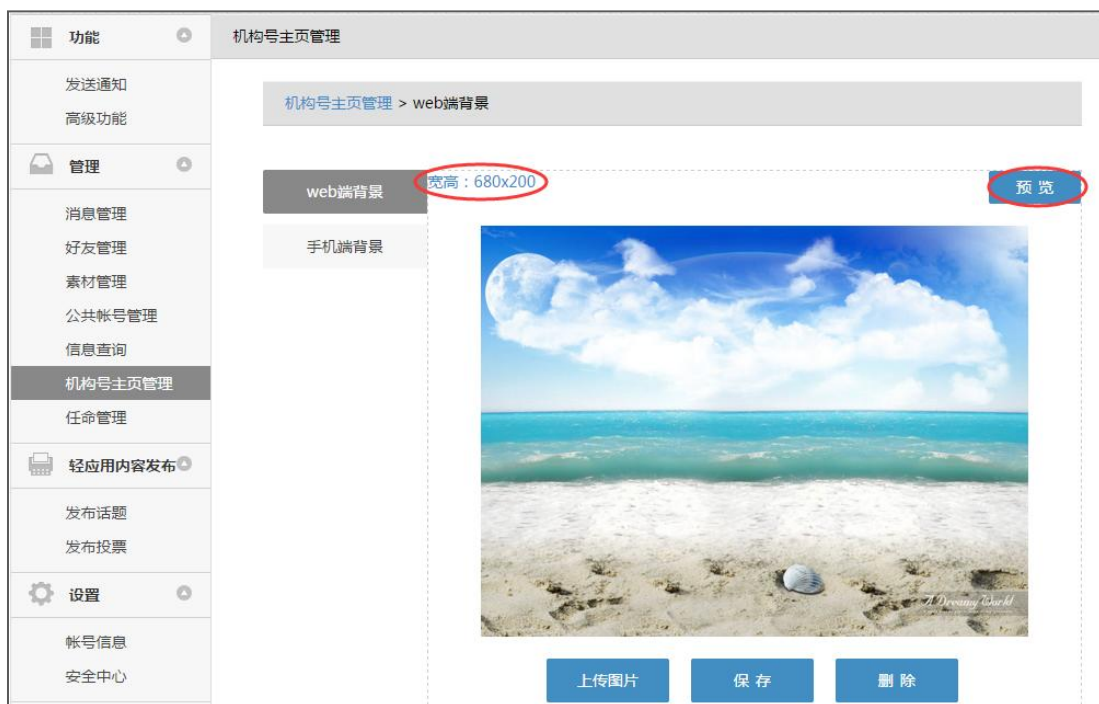 功能
机构号主页管理
发送通知
高级功能
机构号主页管理 > web端背景
管理
web端背景
宽高：680x200
预 览
消息管理
手机端背景
好友管理
素材管理
公共帐号管理
信息查询
机构号主页管理
任命管理
轻应用内容发布
发布话题
发布投票
设置
A Dreamy World
帐号信息
安全中心
上传图片
保 存
删 除